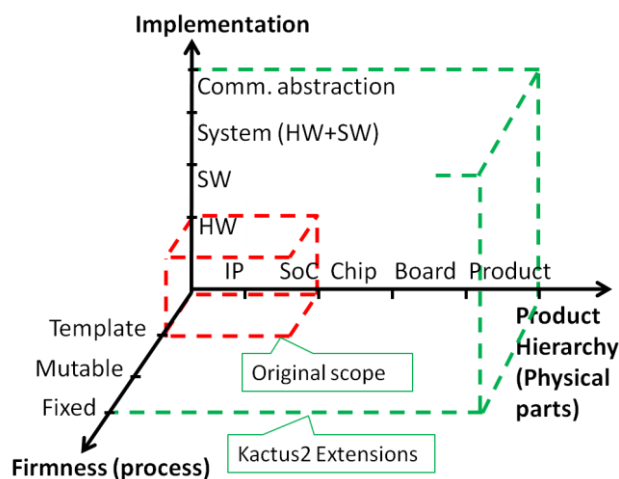 Implementation
Comm. abstraction
System (HW+SW)
SW
HW
IP SoC Chip Board Product
Product
Hierarchy
(Physical
parts)
Template
Mutable
Fixed
Original scope
Kactus2 Extensions
Firmness (process)